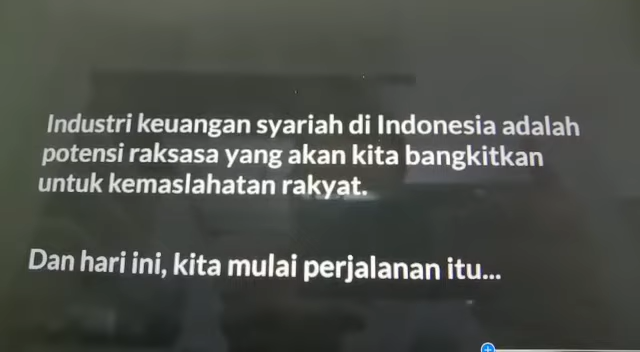 Industri keuangan syariah di Indonesia adalah
potensi raksasa yang akan kita bangkitkan
untuk kemaslahatan rakyat.
Dan hari ini, kita mulai perjalanan itu...